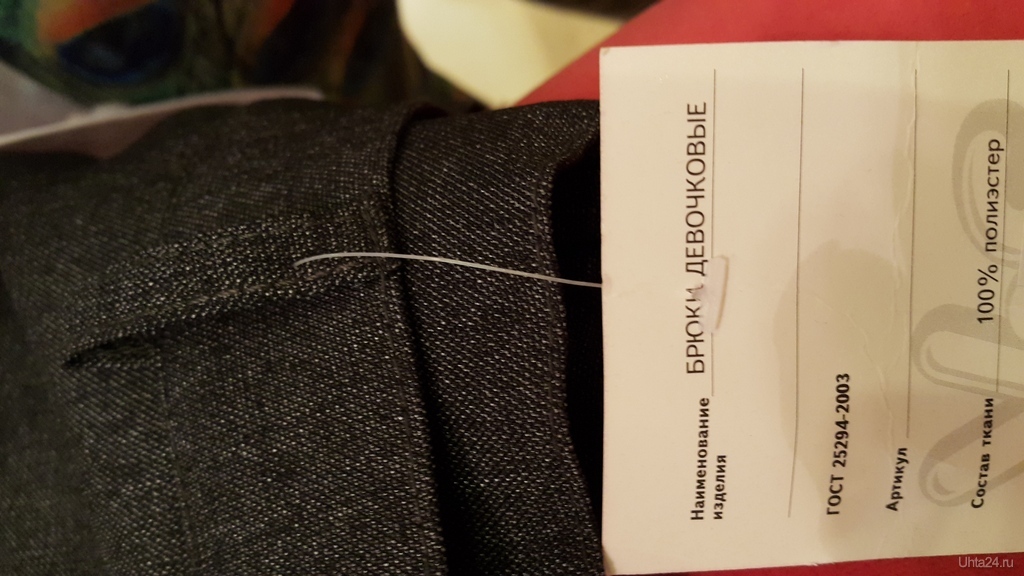 Наименование БРЮКИ ДЕВОЧКОВЫЕ
изделия
ГОСТ 25294-2003
Артикул
Состав ткани 100% полиэстер
Uhta24.ru